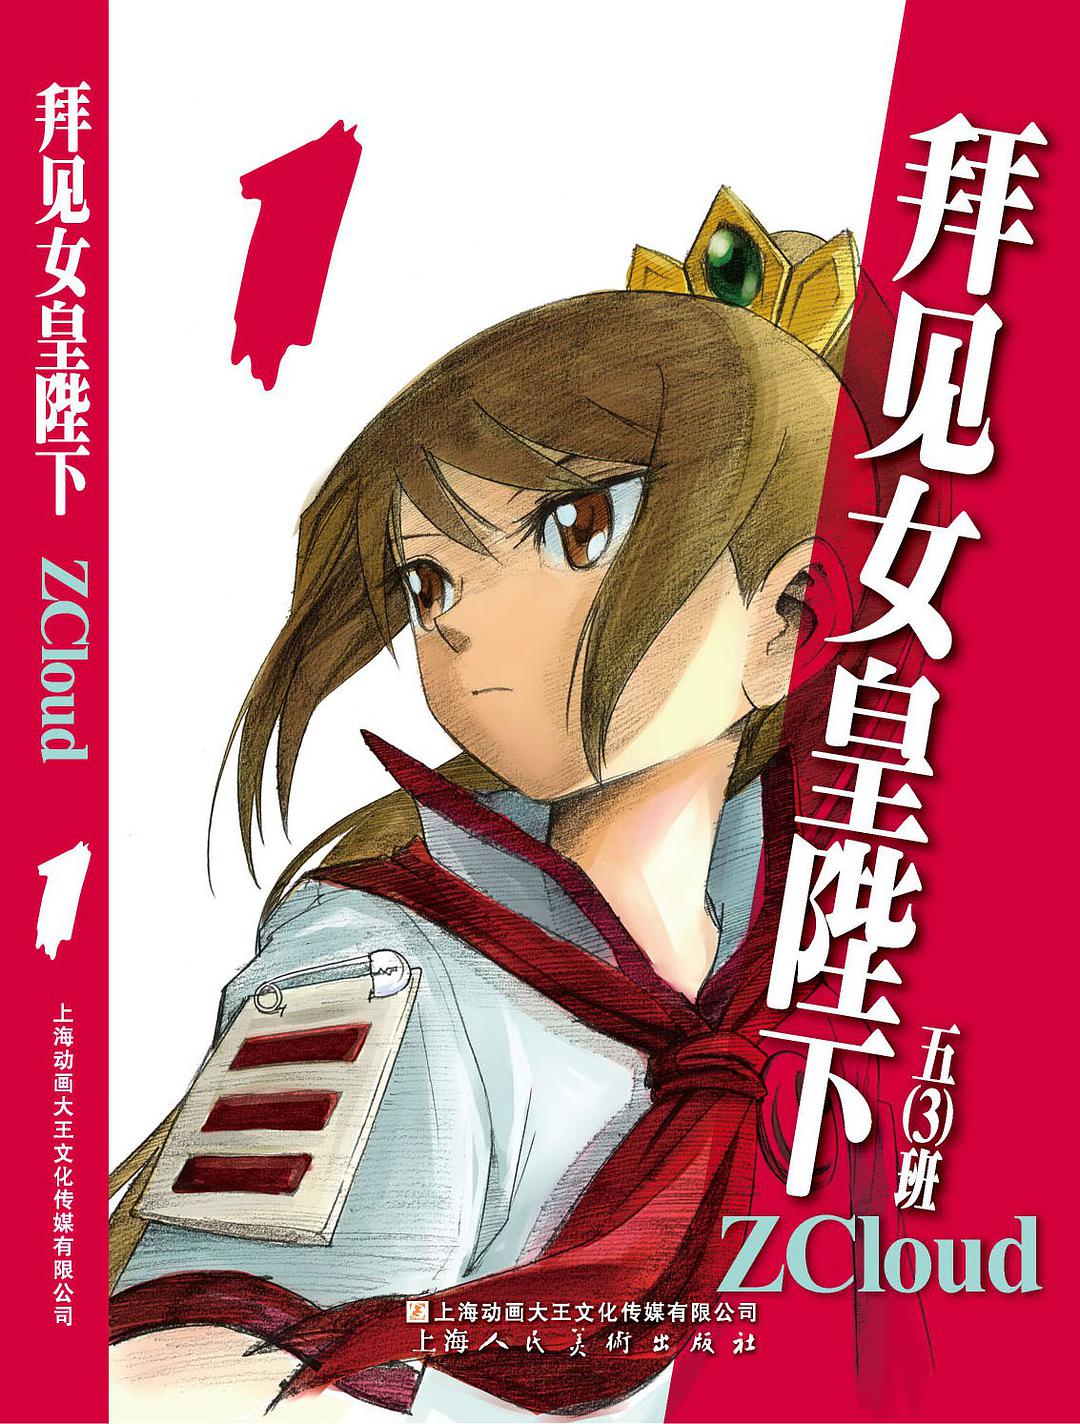 拜见女皇陛下
ZCloud
1
上海动画大王文化传媒有限公司
1
拜见女皇陛下
五(3)班
ZCloud
上海动画大王文化传媒有限公司
上海人民美術出版社